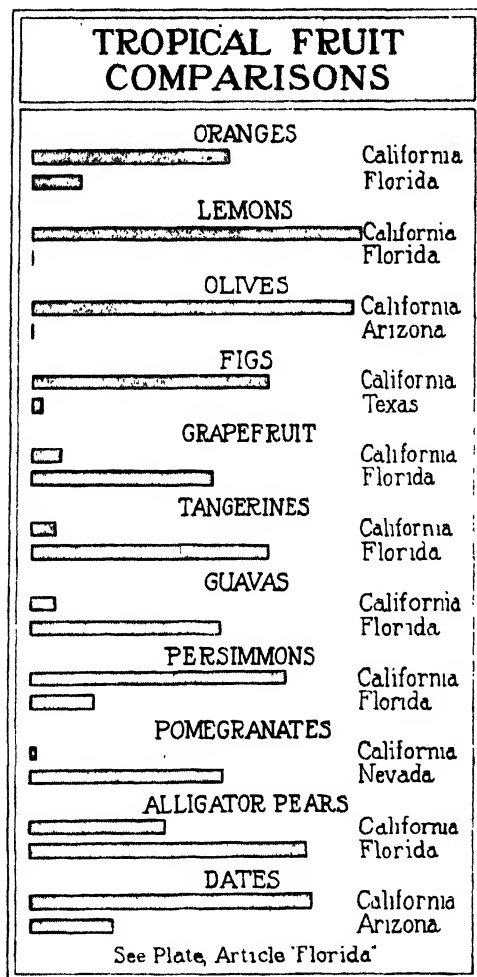 TROPICAL FRUIT
COMPARISONS
ORANGES
California
Florida
LEMONS
California
Florida
OLIVES
California
Arizona
FIGS
California
Texas
GRAPEFRUIT
California
Florida
TANGERINES
California
Florida
GUAVAS
California
Florida
PERSIMMONS
California
Florida
POMEGRANATES
California
Nevada
ALLIGATOR PEARS
California
Florida
DATES
California
Arizona
See Plate, Article "Florida"